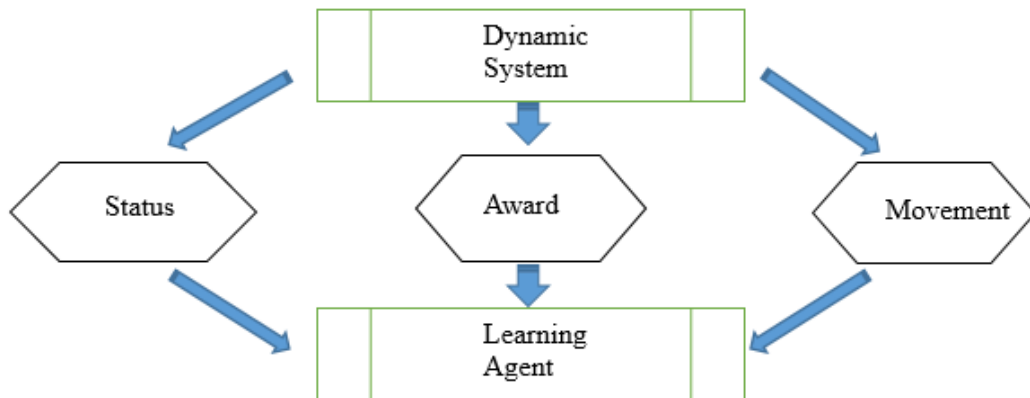 Dynamic
System
Status
Award
Movement
Learning
Agent